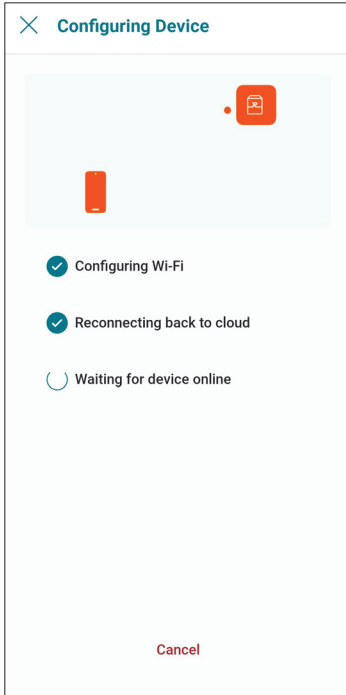 Configuring Device
Configuring Wi-Fi
Reconnecting back to cloud
Waiting for device online
Cancel